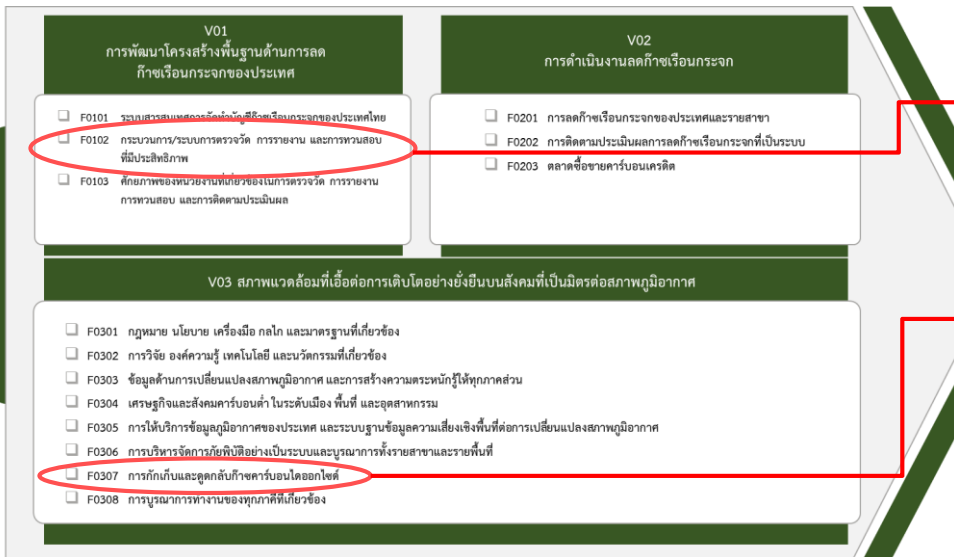 V01
การพัฒนาโครงสร้างพื้นฐานด้านการลด
ก๊าซเรือนกระจกของประเทศ
F0101 ระบบสารสนเทศการจัดทำบัญชีก๊าซเรือนกระจกของประเทศไทย
F0102 กระบวนการ/ระบบการตรวจวัด การรายงาน และการทวนสอบ
ที่มีประสิทธิภาพ
F0103 ศักยภาพของหน่วยงานที่เกี่ยวข้องในการตรวจวัด การรายงาน
การทวนสอบ และการติดตามประเมินผล
V02
การดำเนินงานลดก๊าซเรือนกระจก
F0201 การลดก๊าซเรือนกระจกของประเทศและรายสาขา
F0202 การติดตามประเมินผลการลดก๊าซเรือนกระจกที่เป็นระบบ
F0203 ตลาดซื้อขายคาร์บอนเครดิต
V03 สภาพแวดล้อมที่เอื้อต่อการเติบโตอย่างยั่งยืนบนสังคมที่เป็นมิตรต่อสภาพภูมิอากาศ
F0301 กฎหมาย นโยบาย เครื่องมือ กลไก และมาตรฐานที่เกี่ยวข้อง
F0302 การวิจัย องค์ความรู้ เทคโนโลยี และนวัตกรรมที่เกี่ยวข้อง
F0303 ข้อมูลด้านการเปลี่ยนแปลงสภาพภูมิอากาศ และการสร้างความตระหนักรู้ให้ทุกภาคส่วน
F0304 เศรษฐกิจและสังคมคาร์บอนต่ำ ในระดับเมือง พื้นที่ และอุตสาหกรรม
F0305 การให้บริการข้อมูลภูมิอากาศของประเทศ และระบบฐานข้อมูลความเสี่ยงเชิงพื้นที่ต่อการเปลี่ยนแปลงสภาพภูมิอากาศ
F0306 การบริหารจัดการภัยพิบัติอย่างเป็นระบบและบูรณาการทั้งรายสาขาและรายพื้นที่
F0307 การกักเก็บและดูดกลับก๊าซคาร์บอนไดออกไซด์
F0308 การบูรณาการทำงานของทุกภาคีที่เกี่ยวข้อง